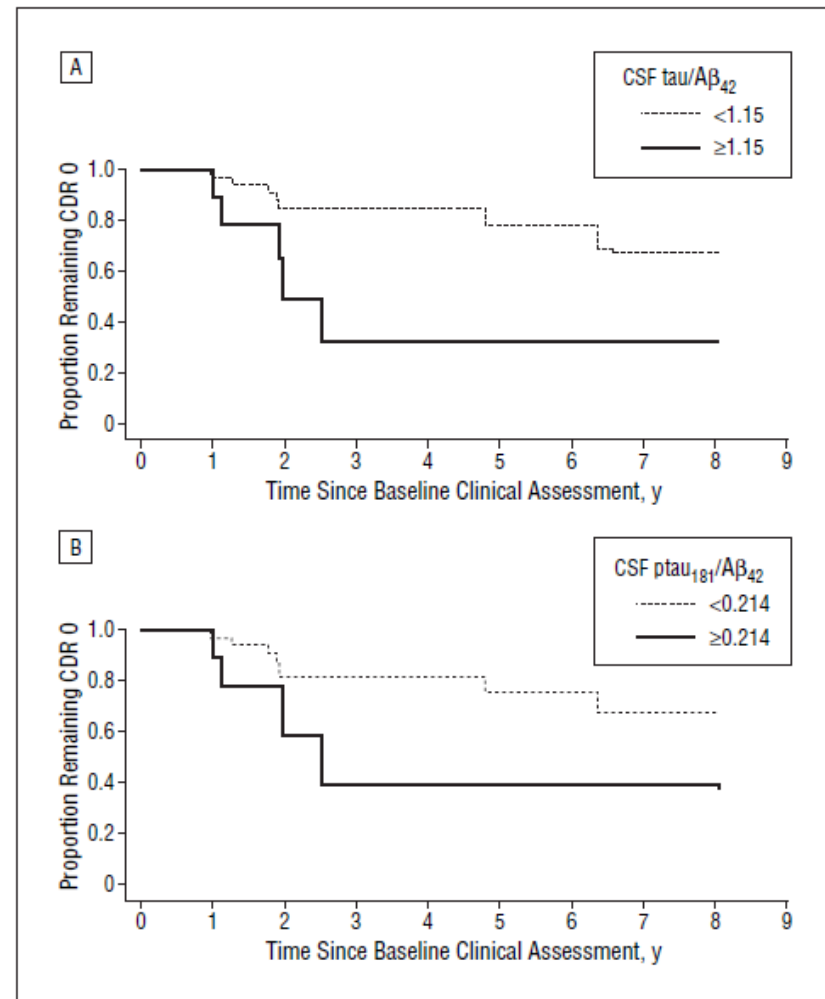 A
CSF tau/Aβ42
<1.15
≥1.15
Proportion Remaining CDR 0
1.0
0.8
0.6
0.4
0.2
0
0 1 2 3 4 5 6 7 8 9
Time Since Baseline Clinical Assessment, y
B
CSF ptau181/Aβ42
<0.214
≥0.214
Proportion Remaining CDR 0
1.0
0.8
0.6
0.4
0.2
0
0 1 2 3 4 5 6 7 8 9
Time Since Baseline Clinical Assessment, y